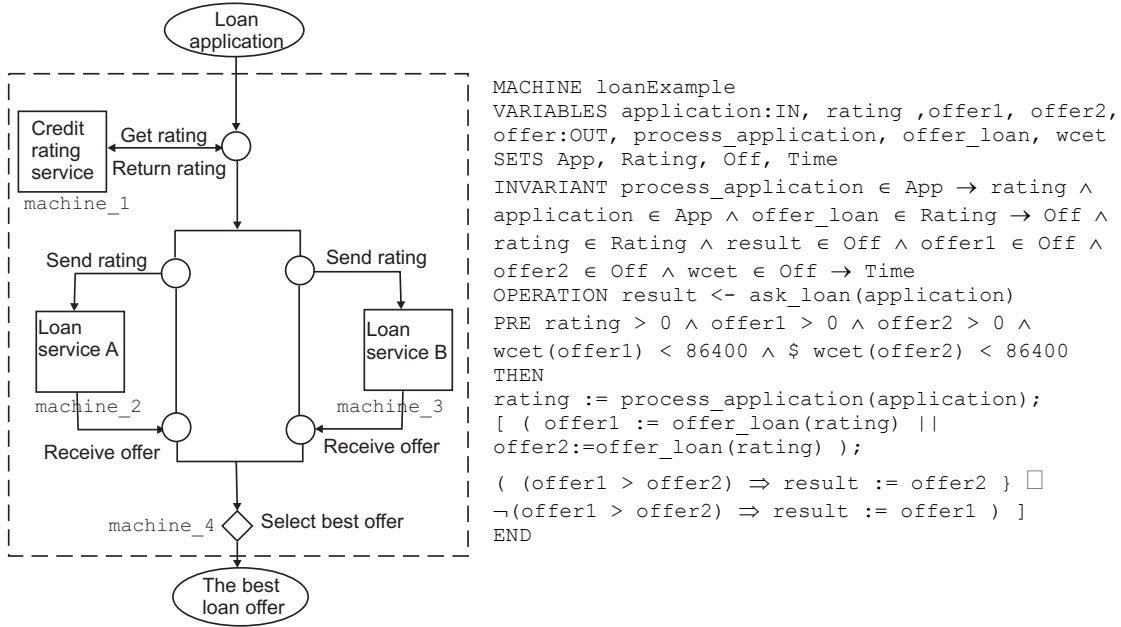 Loan
application
Credit
rating
service
Get rating
Return rating
machine_1
Send rating
Send rating
Loan
service A
Loan
service B
machine_2
machine_3
Receive offer
Receive offer
machine_4
Select best offer
The best
loan offer
MACHINE loanExample
VARIABLES application:IN, rating ,offer1, offer2,
offer:OUT, process_application, offer_loan, wcet
SETS App, Rating, Off, Time
INVARIANT process_application ∈ App → rating ∧
application ∈ App ∧ offer_loan ∈ Rating → Off ∧
rating ∈ Rating ∧ result ∈ Off ∧ offer1 ∈ Off ∧
offer2 ∈ Off ∧ wcet ∈ Off → Time
OPERATION result <- ask_loan(application)
PRE rating > 0 ∧ offer1 > 0 ∧ offer2 > 0 ∧
wcet(offer1) < 86400 ∧ $ wcet(offer2) < 86400
THEN
rating := process_application(application);
[ ( offer1 := offer_loan(rating) ||
offer2:=offer_loan(rating) );
( (offer1 > offer2) ⇒ result := offer2 } □
¬(offer1 > offer2) ⇒ result := offer1 ) ]
END